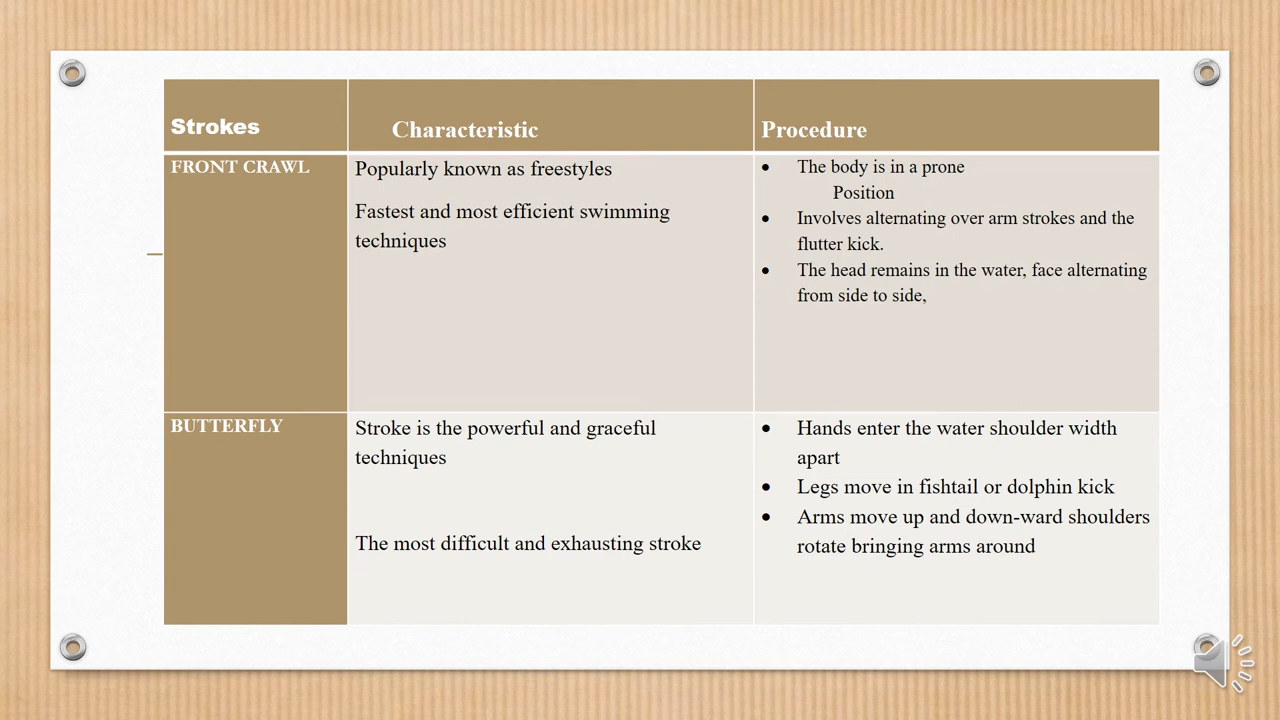 Strokes
Characteristic
Procedure
FRONT CRAWL
Popularly known as freestyles
Fastest and most efficient swimming
techniques
• The body is in a prone
Position
• Involves alternating over arm strokes and the
flutter kick.
• The head remains in the water, face alternating
from side to side,
BUTTERFLY
Stroke is the powerful and graceful
techniques
The most difficult and exhausting stroke
• Hands enter the water shoulder width
apart
• Legs move in fishtail or dolphin kick
• Arms move up and down-ward shoulders
rotate bringing arms around